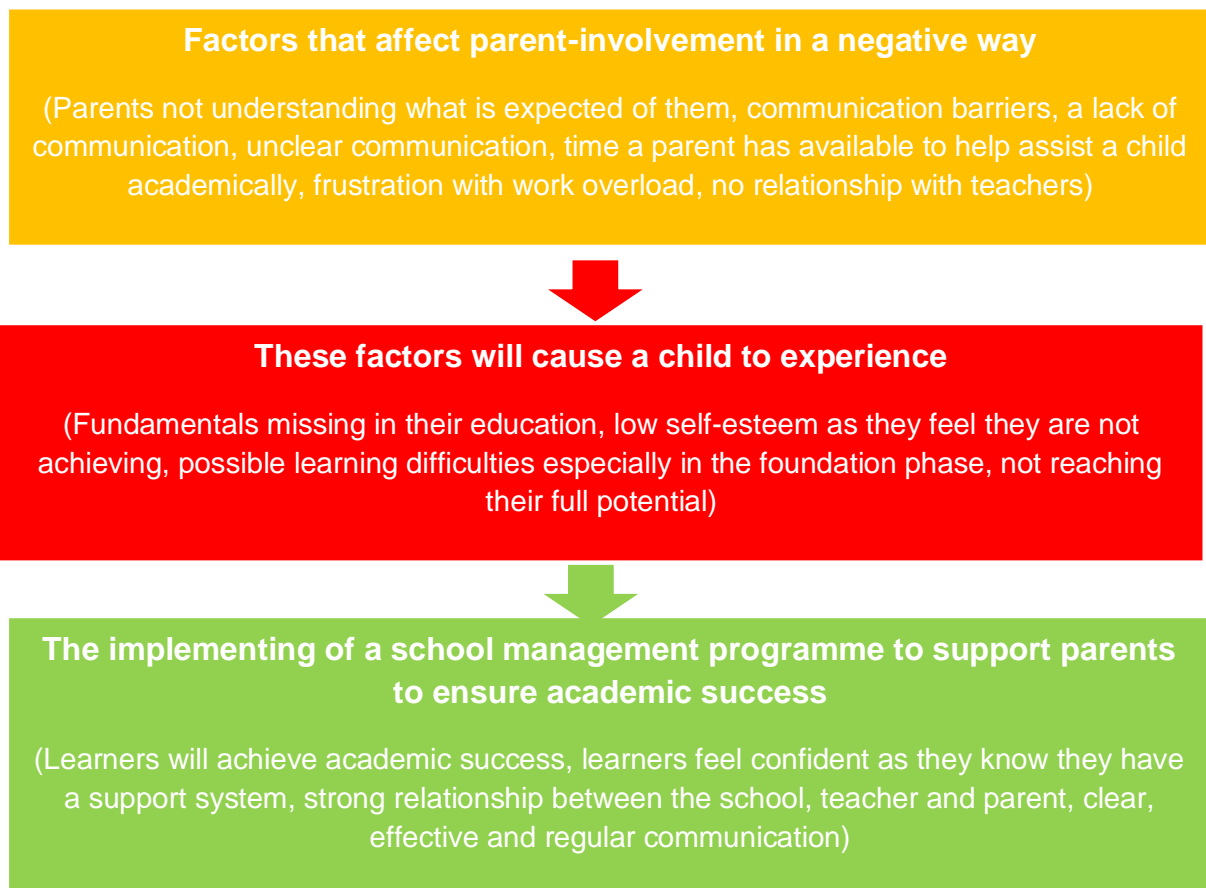 Factors that affect parent-involvement in a negative way
(Parents not understanding what is expected of them, communication barriers, a lack of
communication, unclear communication, time a parent has available to help assist a child
academically, frustration with work overload, no relationship with teachers)
These factors will cause a child to experience
(Fundamentals missing in their education, low self-esteem as they feel they are not
achieving, possible learning difficulties especially in the foundation phase, not reaching
their full potential)
The implementing of a school management programme to support parents
to ensure academic success
(Learners will achieve academic success, learners feel confident as they know they have
a support system, strong relationship between the school, teacher and parent, clear,
effective and regular communication)